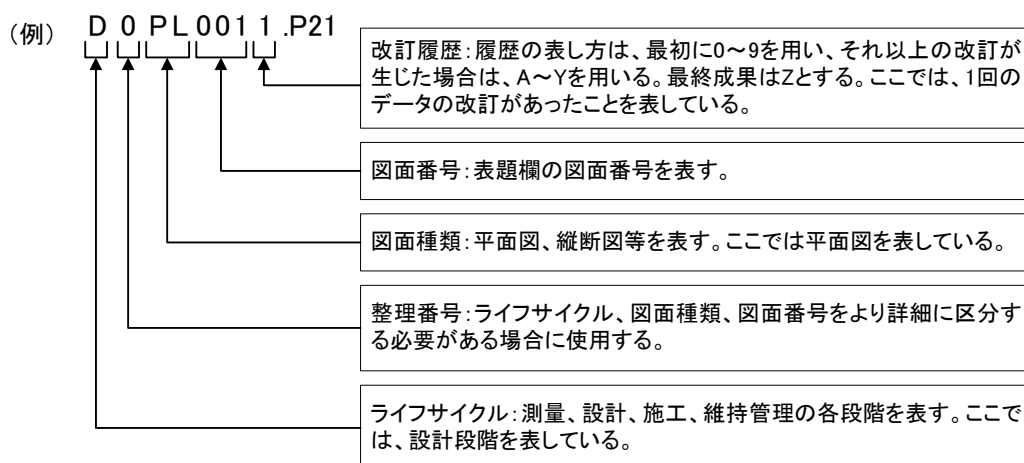 (例) D0PL0011.P21
改訂履歴:履歴の表し方は、最初に0~9を用い、それ以上の改訂が
生じた場合は、A~Yを用いる。最終成果はZとする。ここでは、1回の
データの改訂があったことを表している。
図面番号:表題欄の図面番号を表す。
図面種類:平面図、縦断図等を表す。ここでは平面図を表している。
整理番号:ライフサイクル、図面種類、図面番号をより詳細に区分す
る必要がある場合に使用する。
ライフサイクル:測量、設計、施工、維持管理の各段階を表す。ここで
は、設計段階を表している。